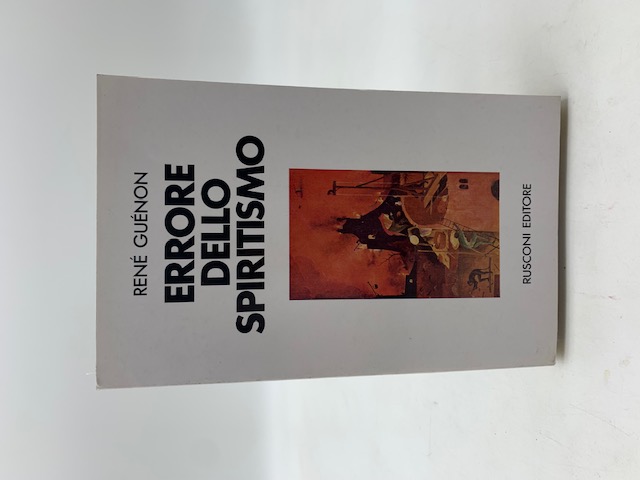 RENÉ GUÉNON
ERRORE
DELLO
SPIRITISMO
RUSCONI EDITORE